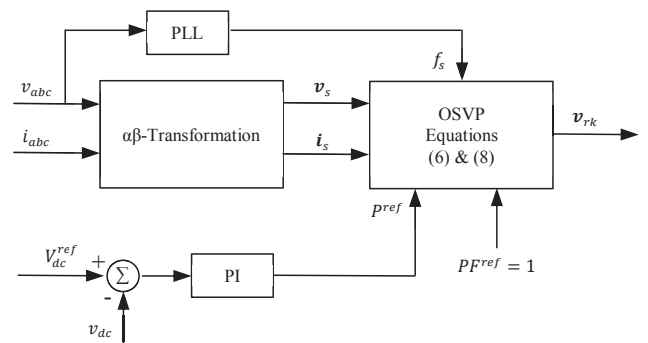 PLL
f_s
v_abc
v_s
i_abc
αβ-Transformation
i_s
OSVP
Equations
(6) & (8)
v_rk
P^ref
V_dc^ref
+
Σ
-
PI
PF^ref = 1
v_dc